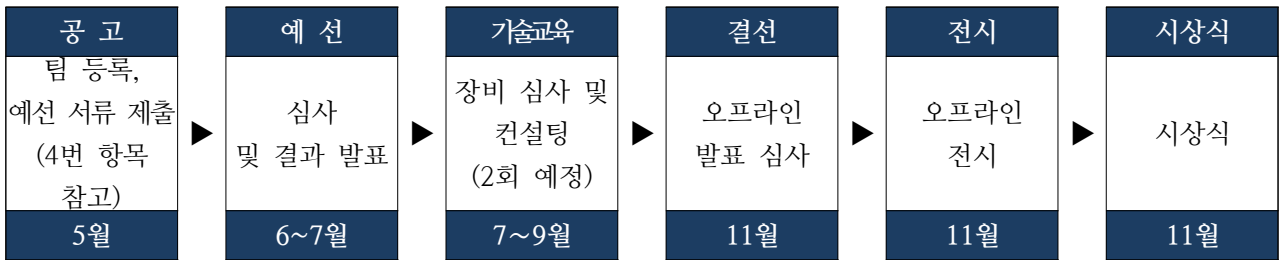 공 고
팀 등록,
예선 서류 제출
(4번 항목
참고)
5월
▶
예 선
심사
및 결과 발표
6~7월
▶
기술교육
장비 심사 및
컨설팅
(2회 예정)
7~9월
▶
결선
오프라인
발표 심사
11월
▶
전시
오프라인
전시
11월
▶
시상식
시상식
11월